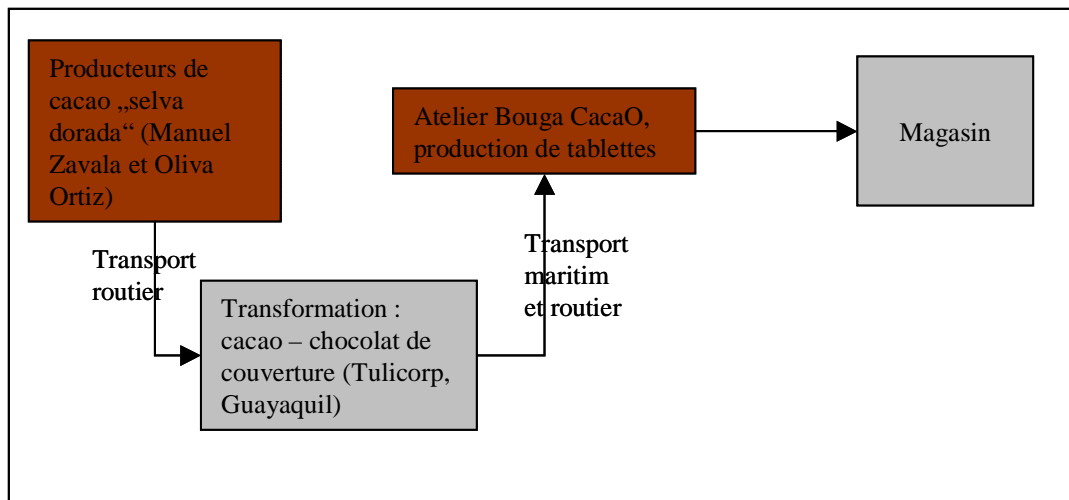 Producteurs de
cacao „selva
dorada“ (Manuel
Zavala et Oliva
Ortiz)
Transport
routier
Transformation :
cacao – chocolat de
couverture (Tulicorp,
Guayaquil)
Transport
maritim
et routier
Atelier Bouga CacaO,
production de tablettes
Magasin